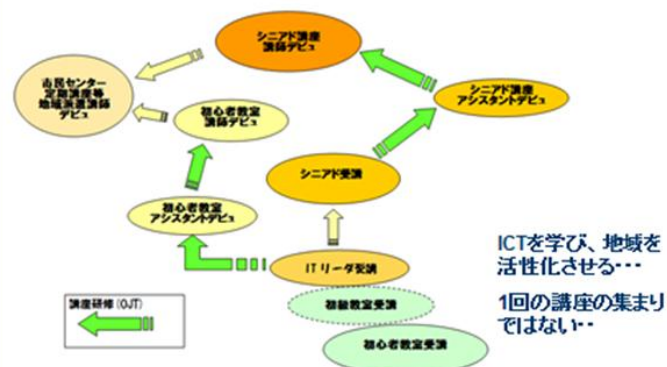 シニアド講座
講師デビュ
市民センター
定期講座等
地域派遣講師
デビュ
シニアド講座
アシスタントデビュ
初心者教室
講師デビュ
シニアド受講
初心者教室
アシスタントデビュ
ITリーダ受講
ICTを学び、地域を
活性化させる…
講座研修(OJT)
初級教室受講
1回の講座の集まり
ではない‥
初心者教室受講